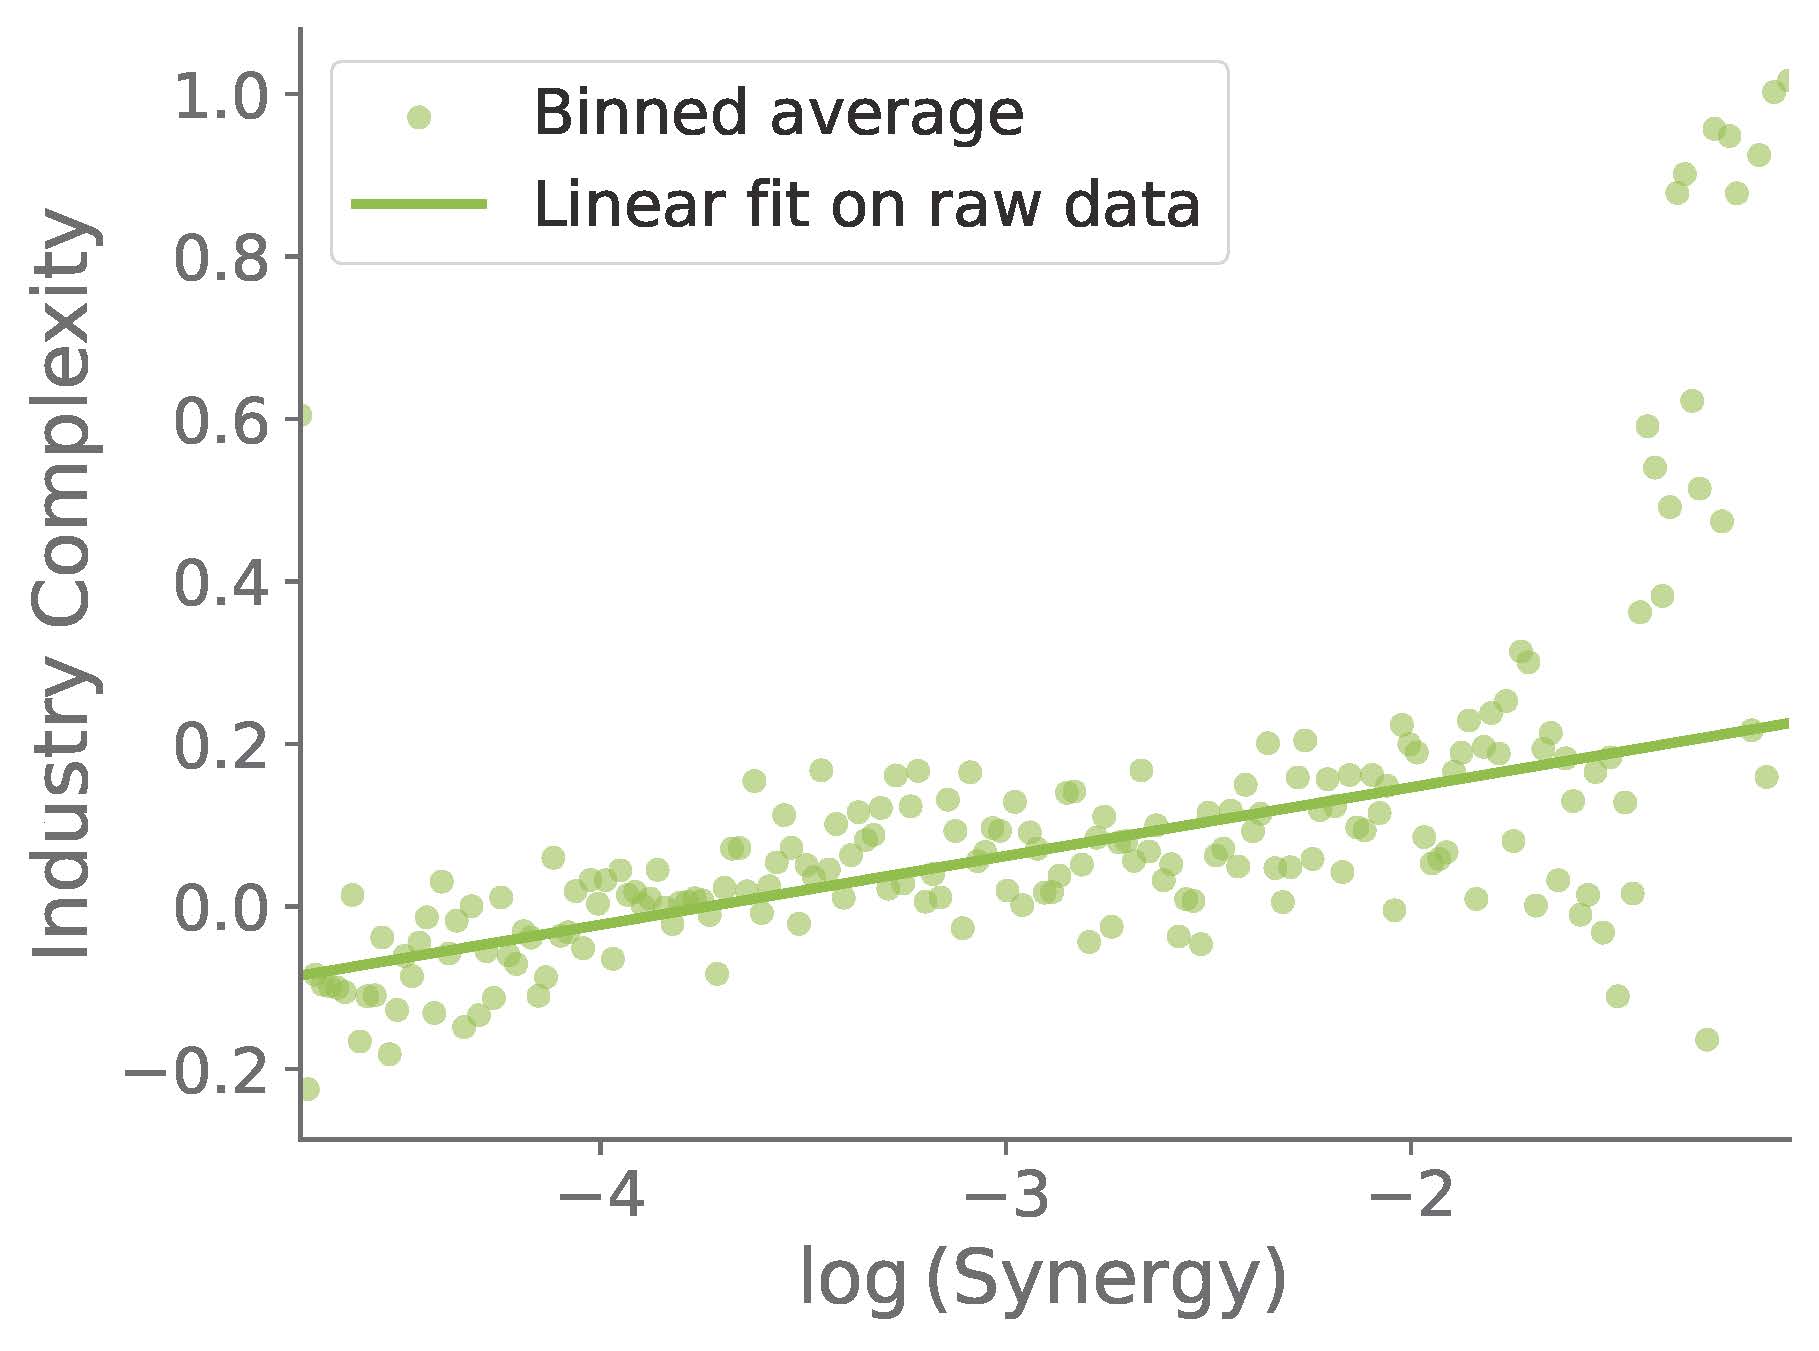 Binned average
Linear fit on raw data
Industry Complexity
1.0
0.8
0.6
0.4
0.2
0.0
−0.2
−4
−3
−2
log (Synergy)